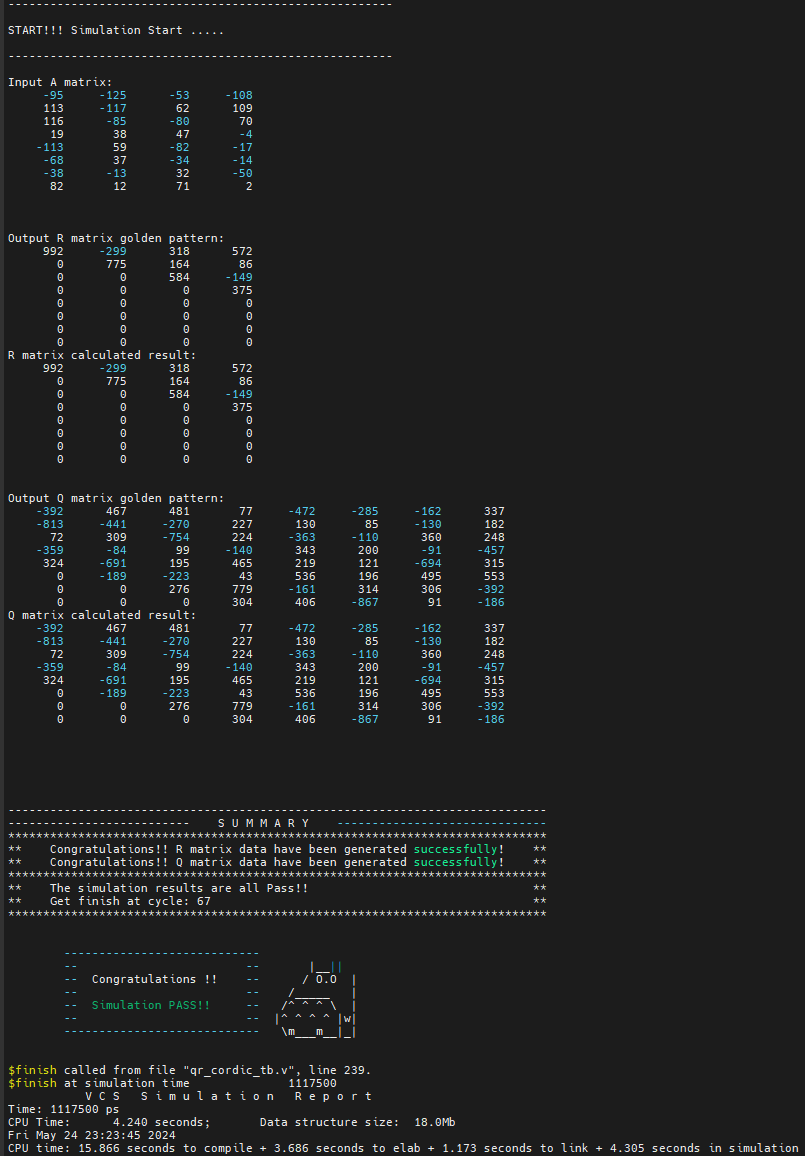 -------------------------------------------------------
START!!! Simulation Start .....
-------------------------------------------------------
Input A matrix:
-95 -125 -53 -108
113 -117 62 109
116 -85 -80 70
19 38 47 -4
-113 59 -82 -17
-68 37 -34 -14
-38 -13 32 -50
82 12 71 2
Output R matrix golden pattern:
992 -299 318 572
0 775 164 86
0 0 584 -149
0 0 0 375
0 0 0 0
0 0 0 0
0 0 0 0
0 0 0 0
R matrix calculated result:
992 -299 318 572
0 775 164 86
0 0 584 -149
0 0 0 375
0 0 0 0
0 0 0 0
0 0 0 0
0 0 0 0
Output Q matrix golden pattern:
-392 467 481 77 -472 -285 -162 337
-813 -441 -270 227 130 85 -130 182
72 309 -754 224 -363 -110 360 248
-359 -84 99 -140 343 200 -91 -457
324 -691 195 465 219 121 -694 315
0 -189 -223 43 536 196 495 553
0 0 276 779 -161 314 306 -392
0 0 0 304 406 -867 91 -186
Q matrix calculated result:
-392 467 481 77 -472 -285 -162 337
-813 -441 -270 227 130 85 -130 182
72 309 -754 224 -363 -110 360 248
-359 -84 99 -140 343 200 -91 -457
324 -691 195 465 219 121 -694 315
0 -189 -223 43 536 196 495 553
0 0 276 779 -161 314 306 -392
0 0 0 304 406 -867 91 -186
-----------------------------------------------------------------------------
--------------------------    S U M M A R Y    ------------------------------
*****************************************************************************
**    Congratulations!! R matrix data have been generated successfully!    **
**    Congratulations!! Q matrix data have been generated successfully!    **
*****************************************************************************
**    The simulation results are all Pass!!                                **
**    Get finish at cycle: 67                                              **
*****************************************************************************
        ----------------------------
        --                        --       |__||
        --  Congratulations !!    --      / O.O  |
        --                        --    /_____   |
        --  Simulation PASS!!     --   /^ ^ ^ \  |
        --                        --  |^ ^ ^ ^ |w|
        ----------------------------   \m___m__|_|
$finish called from file "qr_cordic_tb.v", line 239.
$finish at simulation time              1117500
           V C S   S i m u l a t i o n   R e p o r t
Time: 1117500 ps
CPU Time:      4.240 seconds;       Data structure size:  18.0Mb
Fri May 24 23:23:45 2024
CPU time: 15.866 seconds to compile + 3.686 seconds to elab + 1.173 seconds to link + 4.305 seconds in simulation